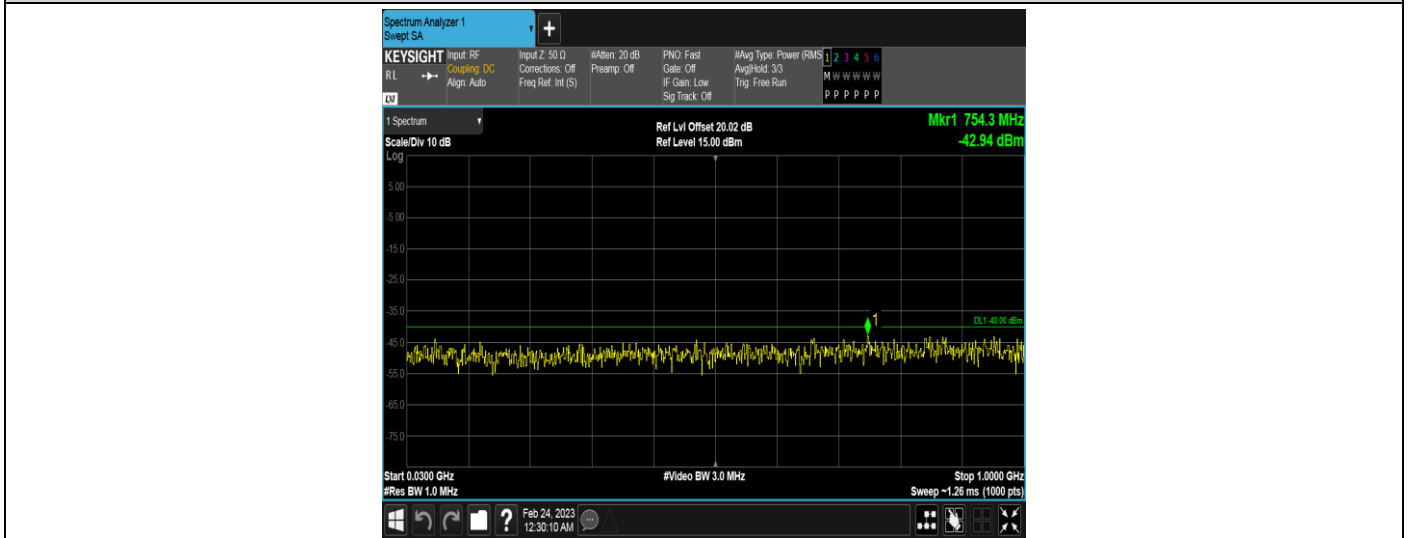 Spectrum Analyzer 1
Swept SA
+
KEYSIGHT
RL
LXI
Input: RF
Coupling: DC
Align: Auto
Input Z: 50 Ω
Corrections: Off
Freq Ref: Int (S)
#Atten: 20 dB
Preamp: Off
PNO: Fast
Gate: Off
IF Gain: Low
Sig Track: Off
#Avg Type: Power (RMS
Avg|Hold: 3/3
Trig: Free Run
1 2 3 4 5 6
M W W W W W
P P P P P P
1 Spectrum
Scale/Div 10 dB
Ref Lvl Offset 20.02 dB
Ref Level 15.00 dBm
Mkr1 754.3 MHz
-42.94 dBm
Log
5.00
-5.00
-15.0
-25.0
-35.0
1
DL1 -40.00 dBm
-45.0
-55.0
-65.0
-75.0
Start 0.0300 GHz
#Res BW 1.0 MHz
#Video BW 3.0 MHz
Stop 1.0000 GHz
Sweep ~1.26 ms (1000 pts)
?
Feb 24, 2023
12:30:10 AM